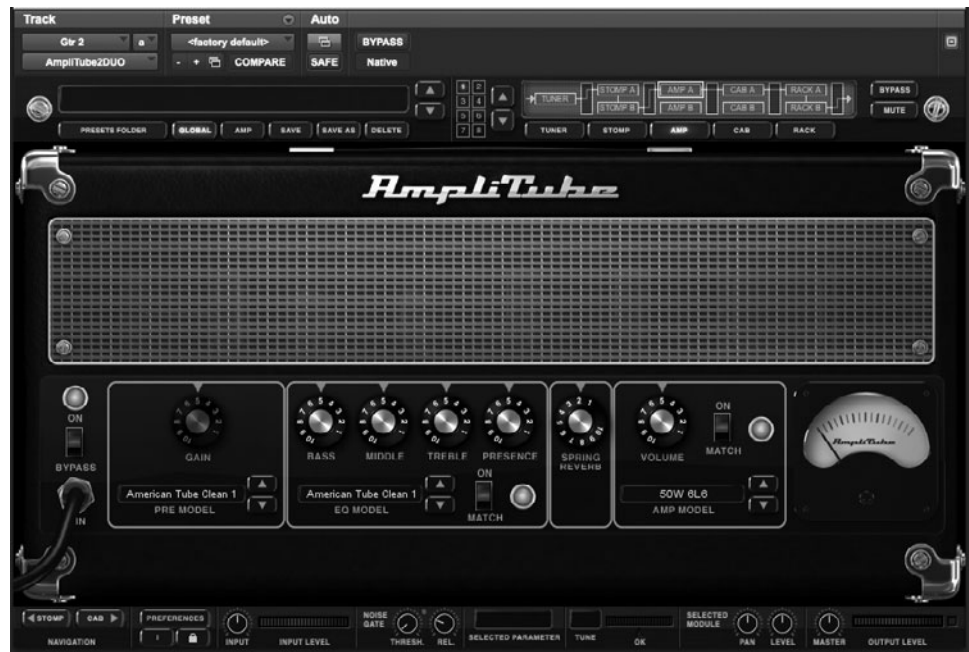 Track Preset Auto
Gtr 2 a <factory default> BYPASS
AmpliTube2DUO - + COMPARE SAFE Native
1 2
3 4
5 6
7 8
TUNER STOMP A AMP A CAB A RACK A
STOMP B AMP B CAB B RACK B
BYPASS
MUTE
PRESETS FOLDER GLOBAL AMP SAVE SAVE AS DELETE TUNER STOMP AMP CAB RACK
AmpliTube
ON
BYPASS
IN
GAIN
American Tube Clean 1
PRE MODEL
BASS MIDDLE TREBLE PRESENCE
American Tube Clean 1
EQ MODEL
ON
MATCH
SPRING
REVERB
VOLUME
ON
MATCH
50W 6L6
AMP MODEL
AmpliTube
STOMP CAB
NAVIGATION
PREFERENCES
I
INPUT INPUT LEVEL
NOISE
GATE
THRESH. REL.
SELECTED PARAMETER
TUNE OK
SELECTED
MODULE
PAN LEVEL MASTER OUTPUT LEVEL